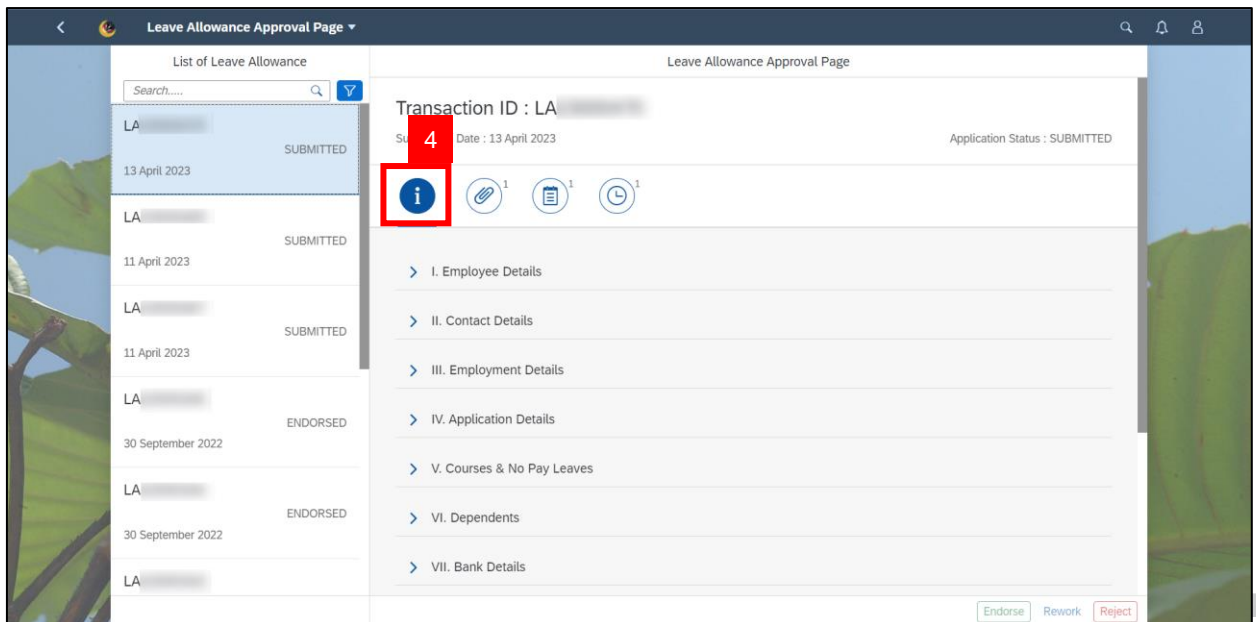 Leave Allowance Approval Page
List of Leave Allowance
Search.....
LA
SUBMITTED
13 April 2023
LA
SUBMITTED
11 April 2023
LA
SUBMITTED
11 April 2023
LA
ENDORSED
30 September 2022
LA
ENDORSED
30 September 2022
LA
Leave Allowance Approval Page
Transaction ID : LA
Su Date : 13 April 2023
Application Status : SUBMITTED
4
i
1
1
1
I. Employee Details
II. Contact Details
III. Employment Details
IV. Application Details
V. Courses & No Pay Leaves
VI. Dependents
VII. Bank Details
Endorse Rework Reject